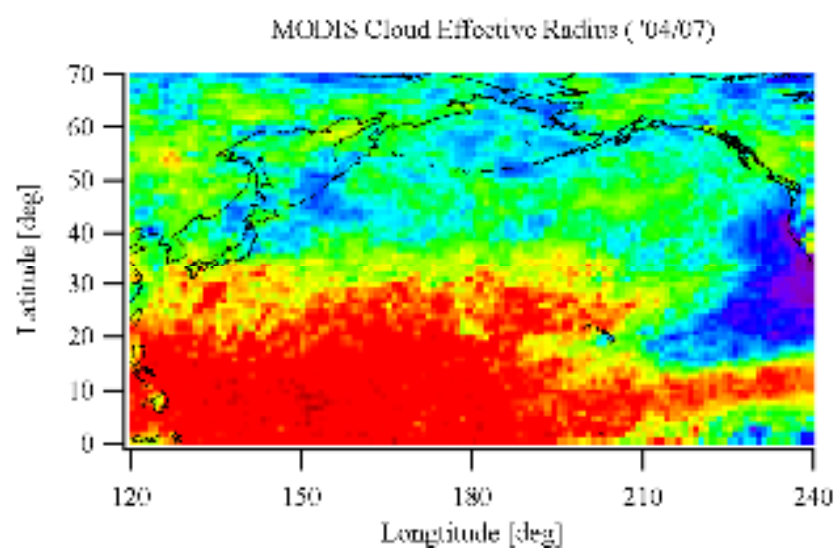 MODIS Cloud Effective Radius ( '04/07)
70
60
50
40
30
20
10
0
Latitude [deg]
120 150 180 210 240
Longtitude [deg]